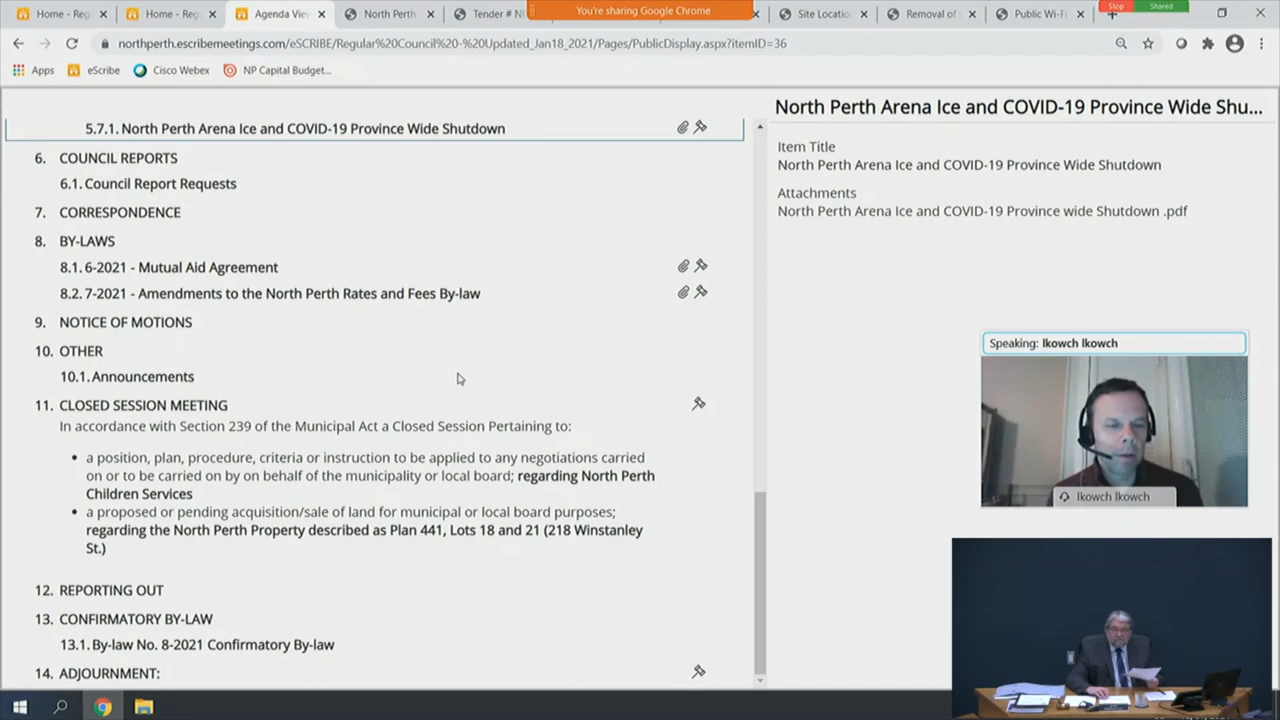 Home - Reg
Home - Reg
Agenda View
North Perth
Tender # N
You're sharing Google Chrome
Site Locatio
Removal of
Public Wi-Fi
Stop
Shared
northperth.escribemeetings.com/eSCRIBE/Regular%20Council%20-%20Updated_Jan18_2021/Pages/PublicDisplay.aspx?itemID=36
Apps
eScribe
Cisco Webex
NP Capital Budget...
5.7.1. North Perth Arena Ice and COVID-19 Province Wide Shutdown
6. COUNCIL REPORTS
6.1. Council Report Requests
7. CORRESPONDENCE
8. BY-LAWS
8.1. 6-2021 - Mutual Aid Agreement
8.2. 7-2021 - Amendments to the North Perth Rates and Fees By-law
9. NOTICE OF MOTIONS
10. OTHER
10.1. Announcements
11. CLOSED SESSION MEETING
In accordance with Section 239 of the Municipal Act a Closed Session Pertaining to:
• a position, plan, procedure, criteria or instruction to be applied to any negotiations carried
on or to be carried on by on behalf of the municipality or local board; regarding North Perth
Children Services
• a proposed or pending acquisition/sale of land for municipal or local board purposes;
regarding the North Perth Property described as Plan 441, Lots 18 and 21 (218 Winstanley
St.)
12. REPORTING OUT
13. CONFIRMATORY BY-LAW
13.1. By-law No. 8-2021 Confirmatory By-law
14. ADJOURNMENT:
North Perth Arena Ice and COVID-19 Province Wide Shu...
Item Title
North Perth Arena Ice and COVID-19 Province Wide Shutdown
Attachments
North Perth Arena Ice and COVID-19 Province wide Shutdown .pdf
Speaking: lkowch lkowch
lkowch lkowch